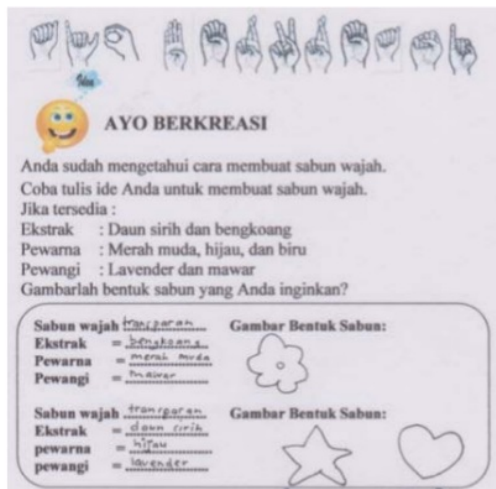 Idea
AYO BERKREASI
Anda sudah mengetahui cara membuat sabun wajah.
Coba tulis ide Anda untuk membuat sabun wajah.
Jika tersedia :
Ekstrak : Daun sirih dan bengkoang
Pewarna : Merah muda, hijau, dan biru
Pewangi : Lavender dan mawar
Gambarlah bentuk sabun yang Anda inginkan?
Sabun wajah transparan Gambar Bentuk Sabun:
Ekstrak = bengkoang
Pewarna = merah muda
Pewangi = mawar
Sabun wajah transparan Gambar Bentuk Sabun:
Ekstrak = daun sirih
pewarna = hijau
pewangi = lavender